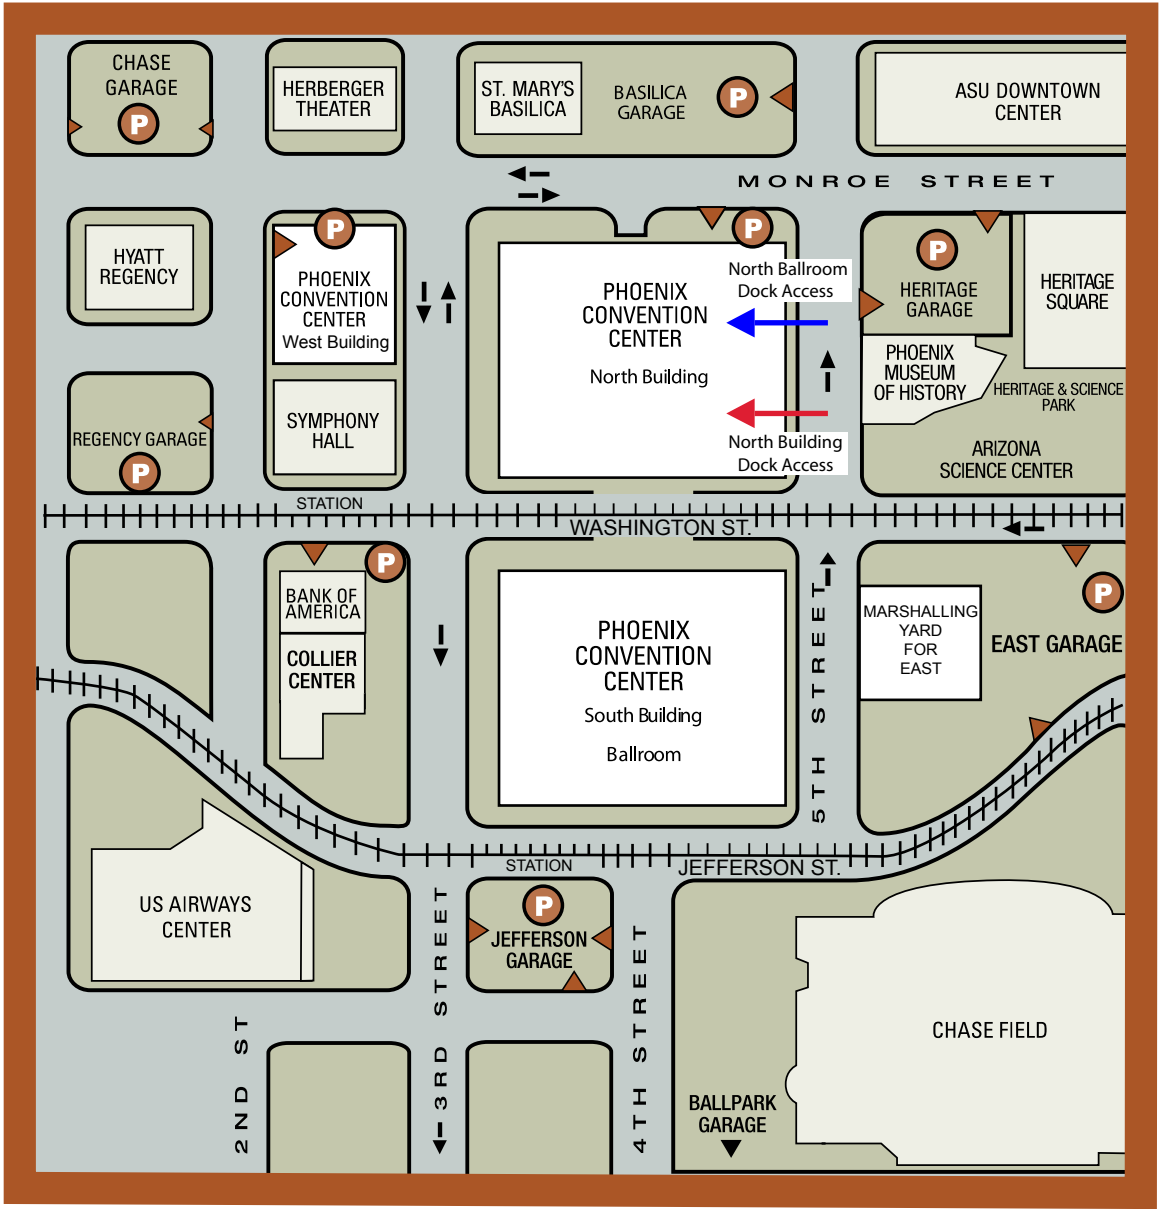 CHASE
GARAGE
P
HERBERGER
THEATER
ST. MARY'S
BASILICA
BASILICA
GARAGE
P
ASU DOWNTOWN
CENTER
MONROE STREET
HYATT
REGENCY
P
PHOENIX
CONVENTION
CENTER
West Building
PHOENIX
CONVENTION
CENTER
North Building
P
North Ballroom
Dock Access
North Building
Dock Access
P
HERITAGE
GARAGE
HERITAGE
SQUARE
PHOENIX
MUSEUM
OF HISTORY
HERITAGE & SCIENCE
PARK
ARIZONA
SCIENCE CENTER
REGENCY GARAGE
P
SYMPHONY
HALL
STATION
WASHINGTON ST.
P
BANK OF
AMERICA
COLLIER
CENTER
PHOENIX
CONVENTION
CENTER
South Building
Ballroom
5TH STREET
MARSHALLING
YARD
FOR
EAST
P
EAST GARAGE
STATION
JEFFERSON ST.
US AIRWAYS
CENTER
P
JEFFERSON
GARAGE
2ND ST
3RD STREET
4TH STREET
CHASE FIELD
BALLPARK
GARAGE